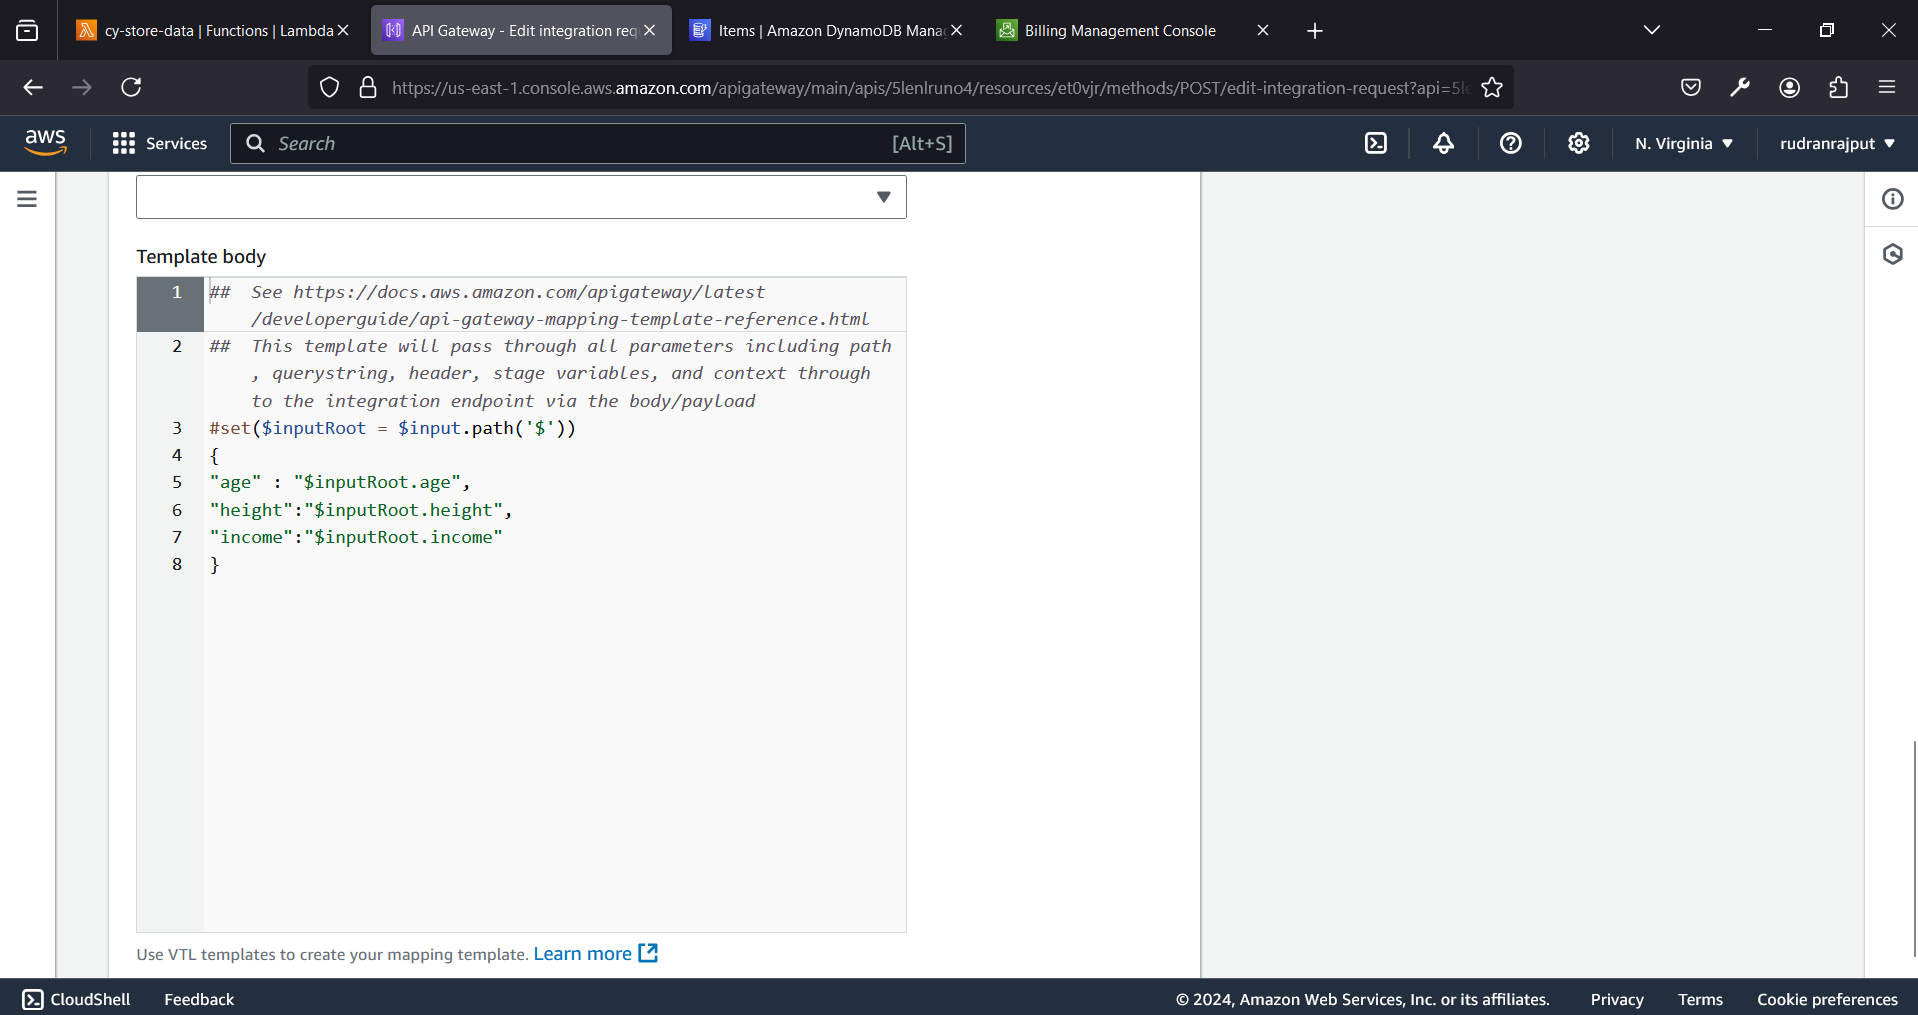 cy-store-data | Functions | Lambda
API Gateway - Edit integration req
Items | Amazon DynamoDB Mana
Billing Management Console
https://us-east-1.console.aws.amazon.com/apigateway/main/apis/5lenlruno4/resources/et0vjr/methods/POST/edit-integration-request?api=5le
aws
Services
Search
[Alt+S]
N. Virginia
rudranrajput
Template body
1 ##  See https://docs.aws.amazon.com/apigateway/latest
/developerguide/api-gateway-mapping-template-reference.html
2 ##  This template will pass through all parameters including path
, querystring, header, stage variables, and context through
to the integration endpoint via the body/payload
3 #set($inputRoot = $input.path('$'))
4 {
5 "age" : "$inputRoot.age",
6 "height":"$inputRoot.height",
7 "income":"$inputRoot.income"
8 }
Use VTL templates to create your mapping template. Learn more
CloudShell
Feedback
© 2024, Amazon Web Services, Inc. or its affiliates.
Privacy
Terms
Cookie preferences